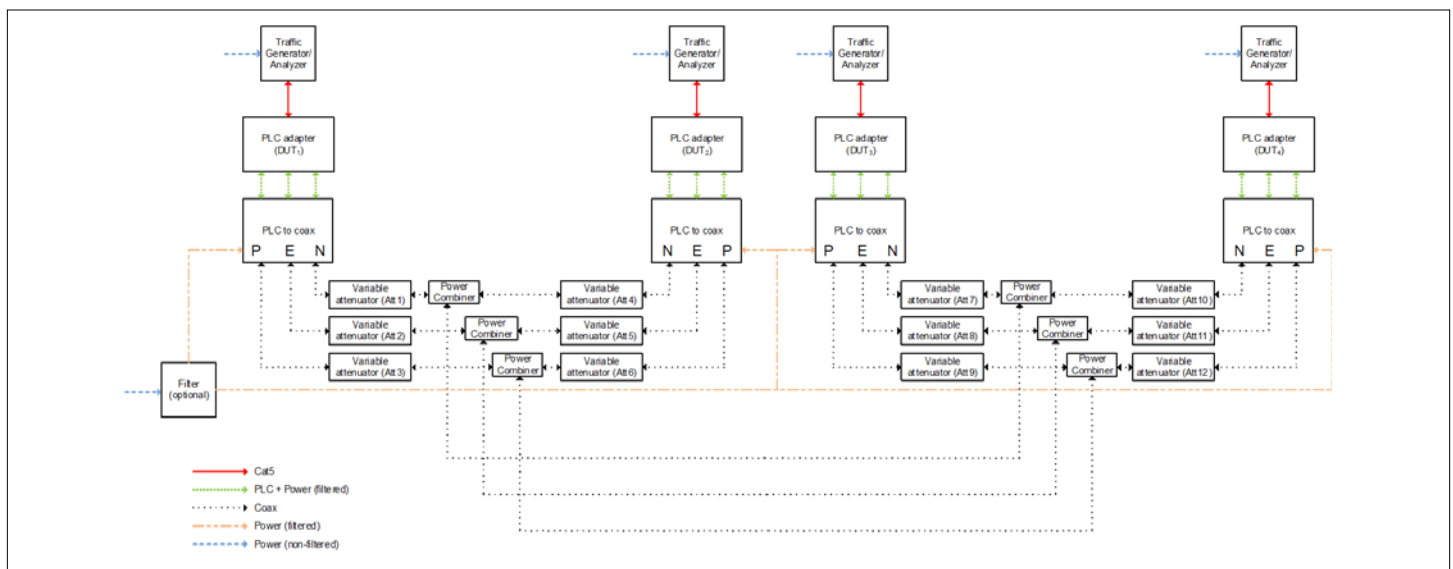 Traffic
Generator/
Analyzer
Traffic
Generator/
Analyzer
Traffic
Generator/
Analyzer
Traffic
Generator/
Analyzer
PLC adapter
(DUT₁)
PLC adapter
(DUT₂)
PLC adapter
(DUT₃)
PLC adapter
(DUT₄)
PLC to coax
P E N
PLC to coax
N E P
PLC to coax
P E N
PLC to coax
N E P
Variable
attenuator (Att1)
Power
Combiner
Variable
attenuator (Att4)
Variable
attenuator (Att7)
Power
Combiner
Variable
attenuator (Att10)
Variable
attenuator (Att2)
Power
Combiner
Variable
attenuator (Att5)
Variable
attenuator (Att8)
Power
Combiner
Variable
attenuator (Att11)
Variable
attenuator (Att3)
Power
Combiner
Variable
attenuator (Att6)
Variable
attenuator (Att9)
Power
Combiner
Variable
attenuator (Att12)
Filter
(optional)
Cat5
PLC + Power (filtered)
Coax
Power (filtered)
Power (non-filtered)